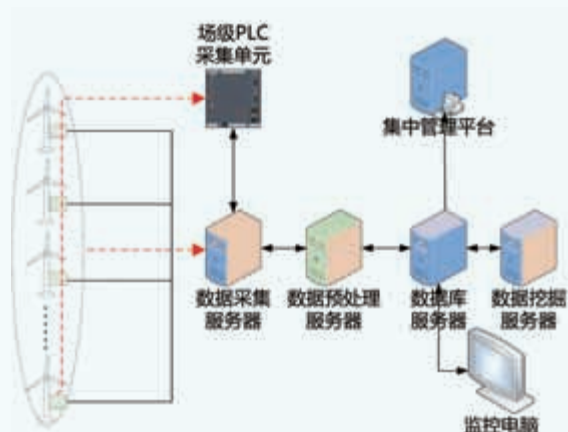 场级PLC
采集单元
集中管理平台
数据采集
服务器
数据预处理
服务器
数据库
服务器
数据挖掘
服务器
监控电脑